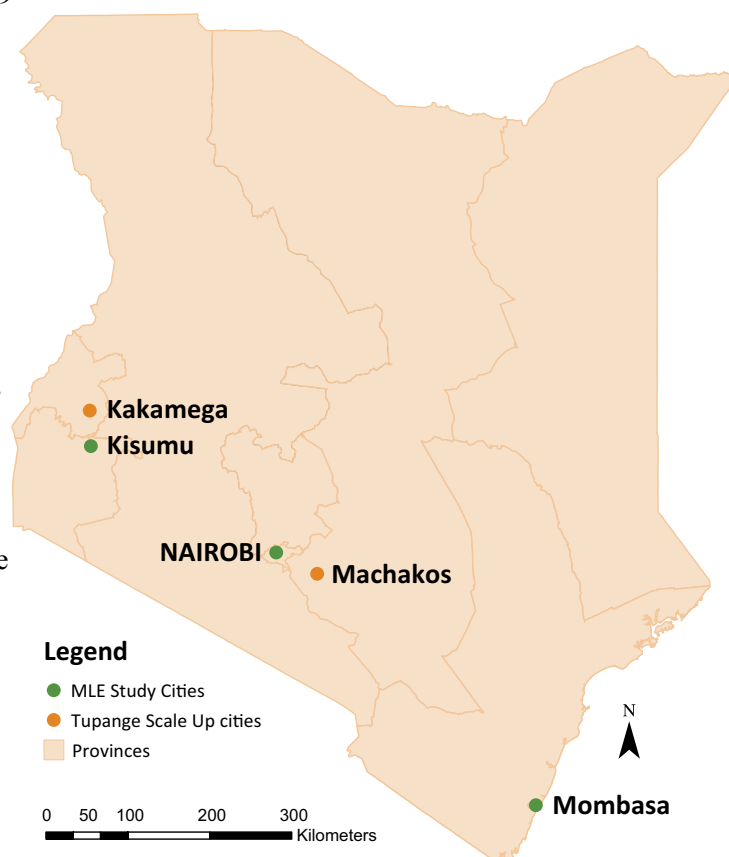 Kakamega
Kisumu
NAIROBI
Machakos
Legend
MLE Study Cities
Tupange Scale Up cities
Provinces
N
Mombasa
0 50 100 200 300
Kilometers